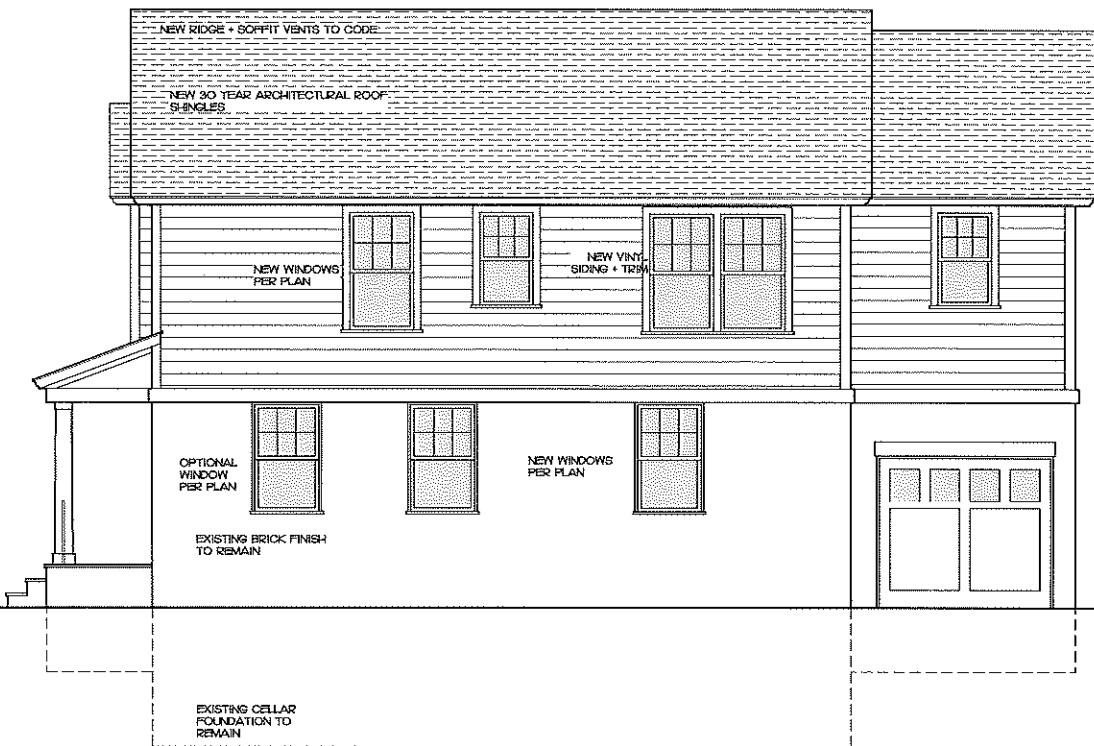 NEW RIDGE + SOFFIT VENTS TO CODE
NEW 30 YEAR ARCHITECTURAL ROOF
SHINGLES
NEW WINDOWS
PER PLAN
NEW VINYL
SIDING + TRIM
OPTIONAL
WINDOW
PER PLAN
NEW WINDOWS
PER PLAN
EXISTING BRICK FINISH
TO REMAIN
EXISTING CELLAR
FOUNDATION TO
REMAIN